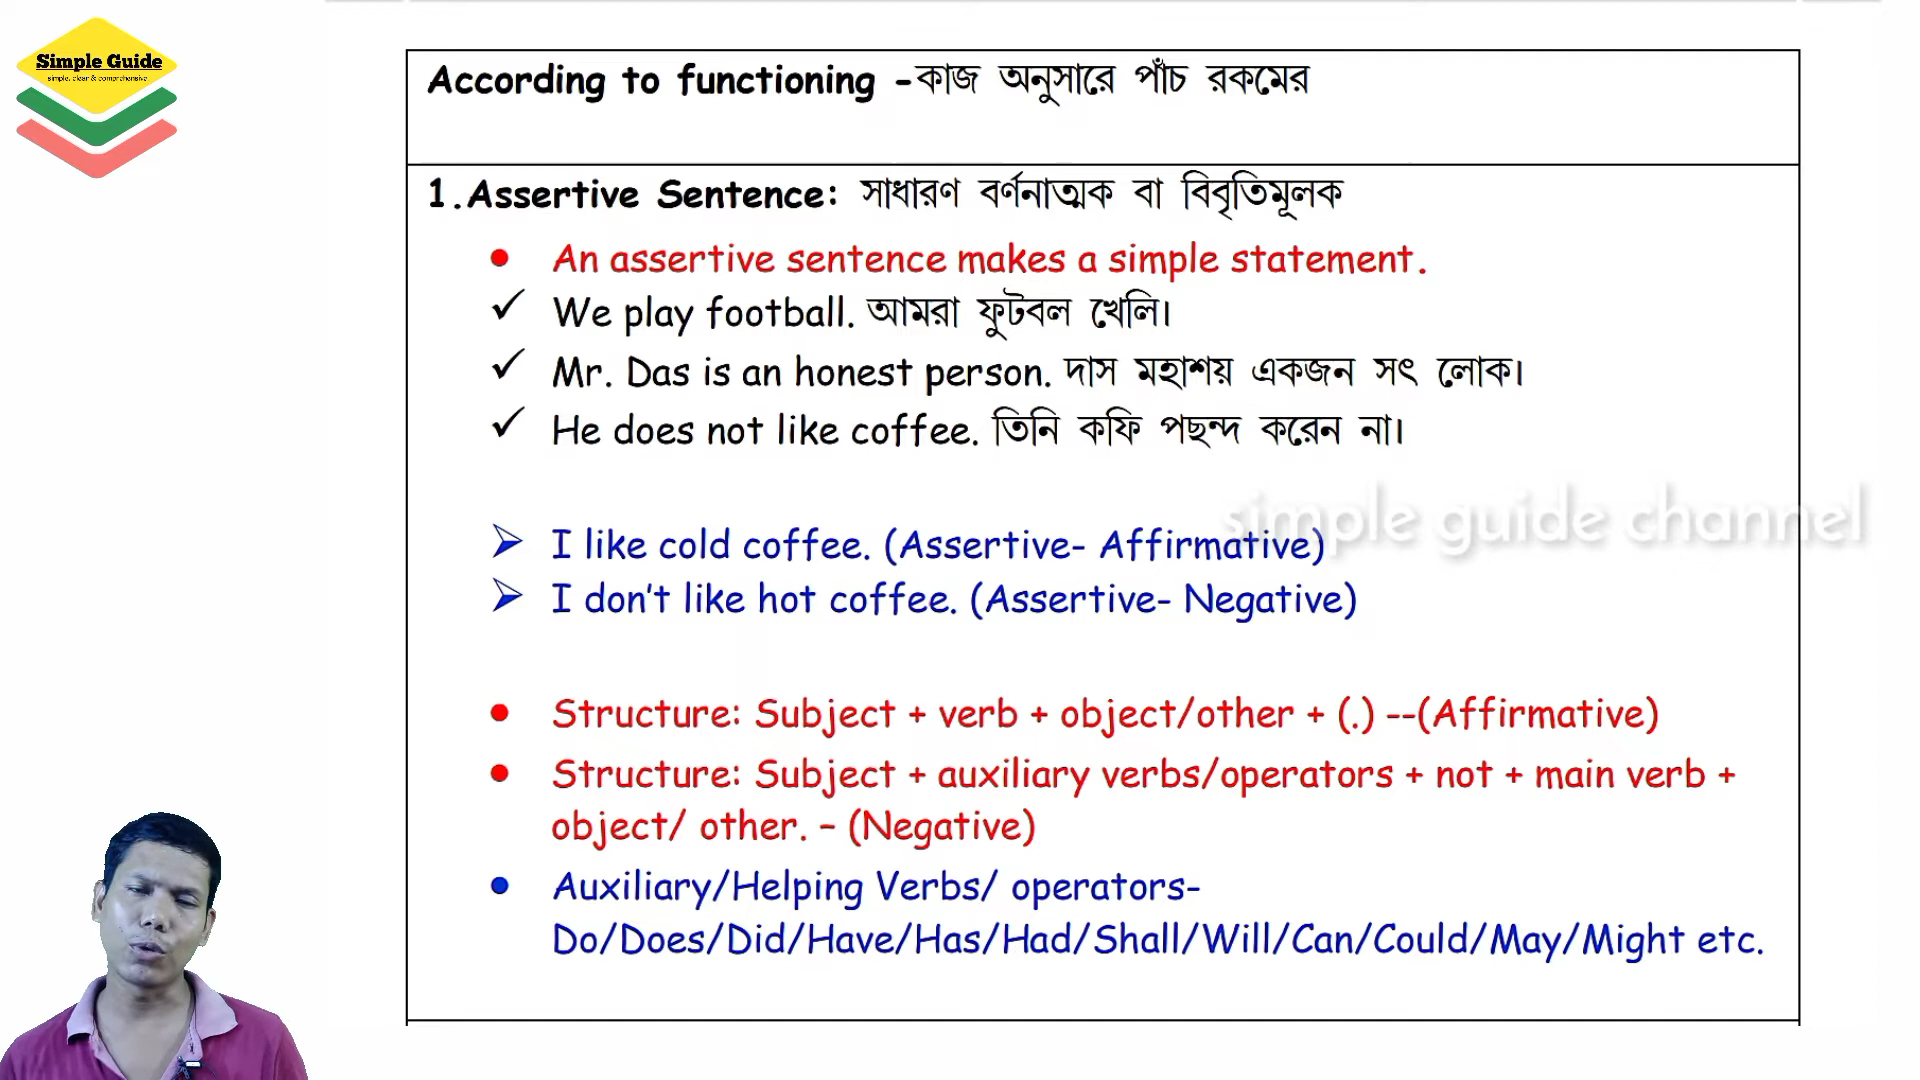 Simple Guide
simple, clear & comprehensive
According to functioning -কাজ অনুসারে পাঁচ রকমের
1.Assertive Sentence: সাধারণ বর্ণনাত্মক বা বিবৃতিমূলক
• An assertive sentence makes a simple statement.
✓ We play football. আমরা ফুটবল খেলি।
✓ Mr. Das is an honest person. দাস মহাশয় একজন সৎ লোক।
✓ He does not like coffee. তিনি কফি পছন্দ করেন না।
simple guide channel
➢ I like cold coffee. (Assertive- Affirmative)
➢ I don't like hot coffee. (Assertive- Negative)
• Structure: Subject + verb + object/other + (.) --(Affirmative)
• Structure: Subject + auxiliary verbs/operators + not + main verb +
object/ other. – (Negative)
• Auxiliary/Helping Verbs/ operators-
Do/Does/Did/Have/Has/Had/Shall/Will/Can/Could/May/Might etc.